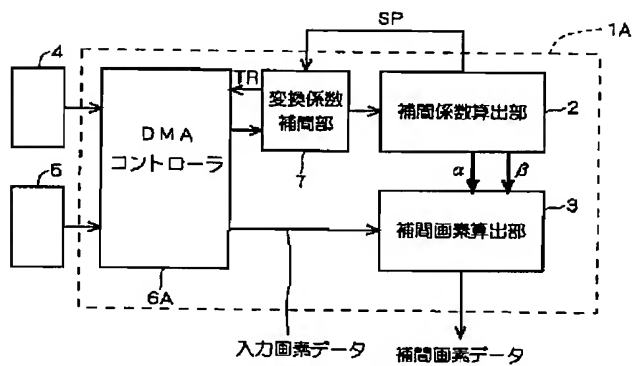 SP
1A
4
TR
変換係数
補間部
7
補間係数算出部
2
DMA
コントローラ
α
β
5
3
補間画素算出部
6A
入力画素データ
補間画素データ